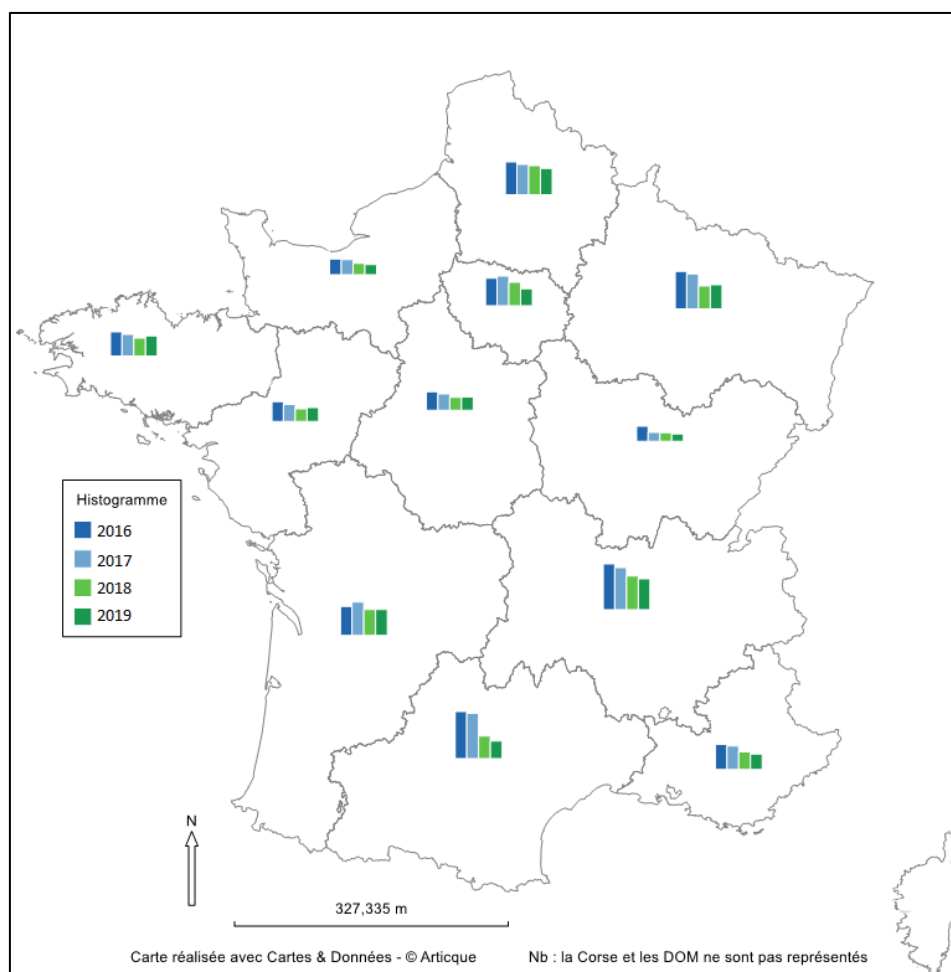 Histogramme
2016
2017
2018
2019
N
327,335 m
Carte réalisée avec Cartes & Données - © Articque
Nb : la Corse et les DOM ne sont pas représentés